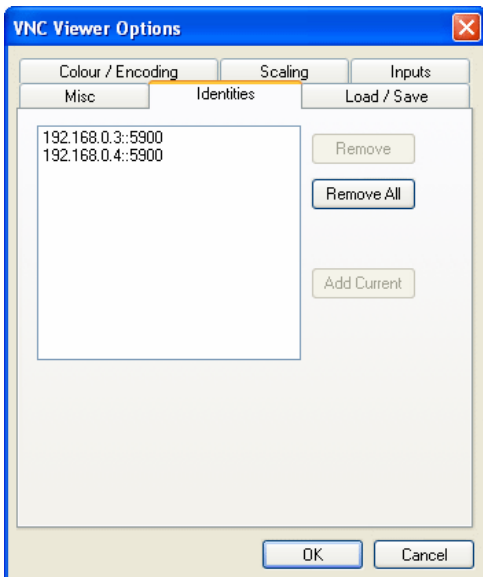 VNC Viewer Options
Colour / Encoding Scaling Inputs
Misc Identities Load / Save
192.168.0.3::5900
192.168.0.4::5900
Remove
Remove All
Add Current
OK Cancel